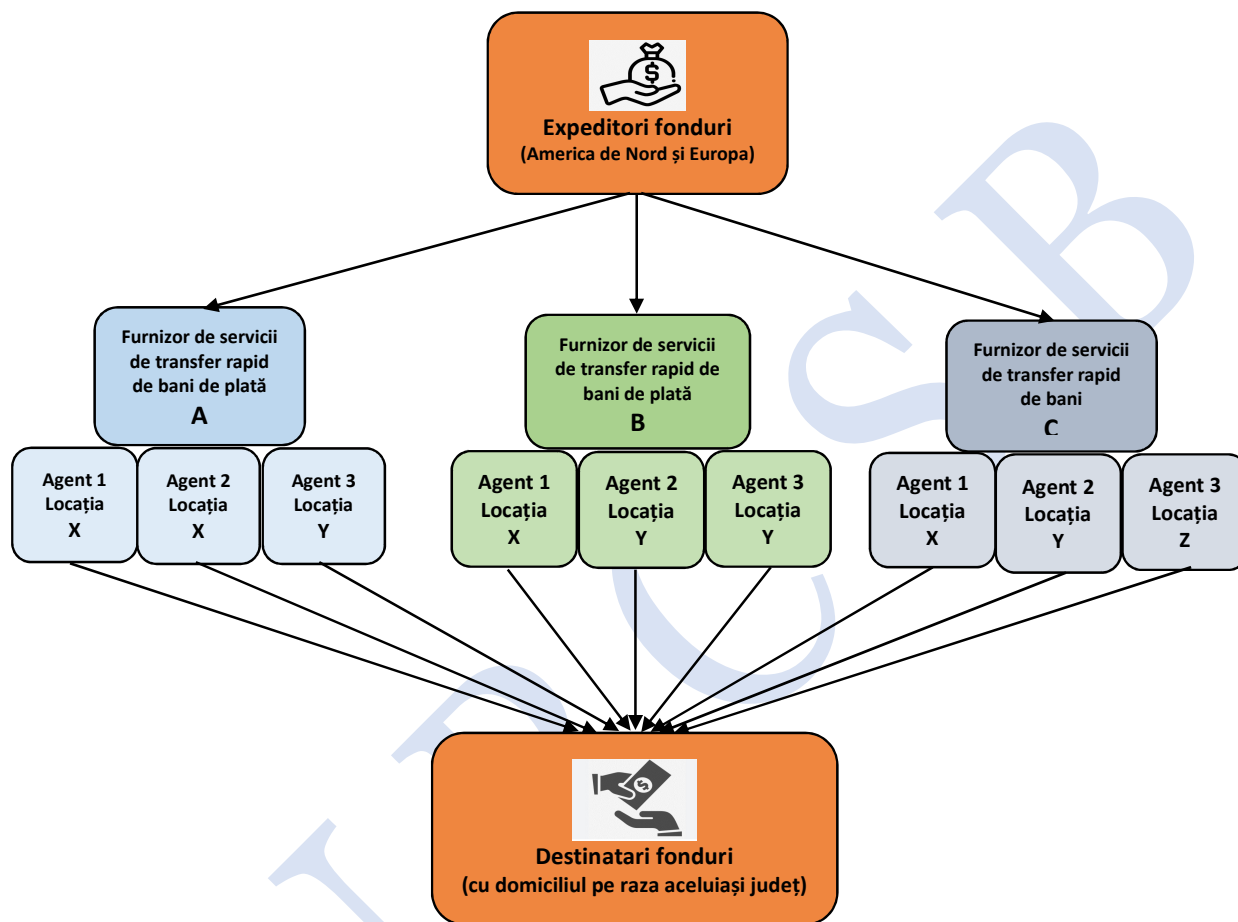 Expeditori fonduri
(America de Nord și Europa)
Furnizor de servicii
de transfer rapid
de bani de plată
A
Furnizor de servicii
de transfer rapid de
bani de plată
B
Furnizor de servicii
de transfer rapid
de bani
C
Agent 1
Locația
X
Agent 2
Locația
X
Agent 3
Locația
Y
Agent 1
Locația
X
Agent 2
Locația
Y
Agent 3
Locația
Y
Agent 1
Locația
X
Agent 2
Locația
Y
Agent 3
Locația
Z
Destinatari fonduri
(cu domiciliul pe raza aceluiași județ)